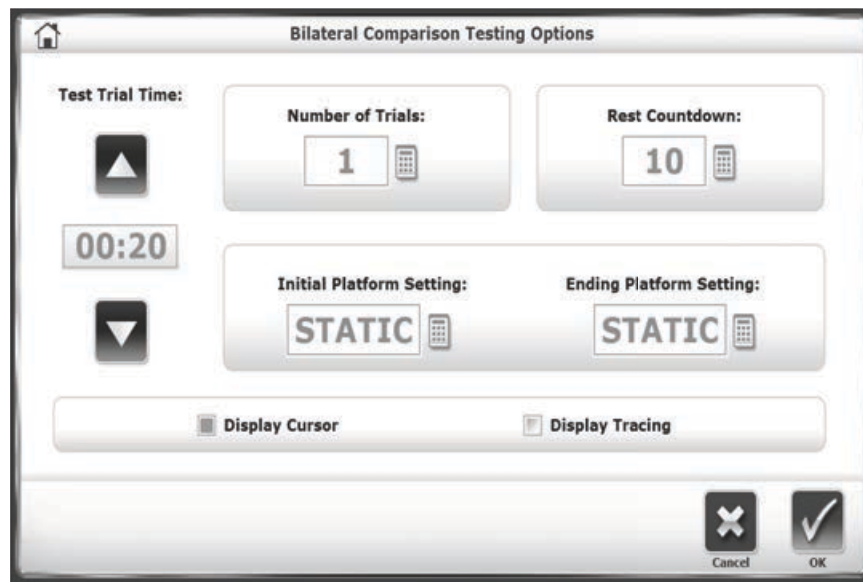 Bilateral Comparison Testing Options
Test Trial Time:
00:20
Number of Trials:
1
Rest Countdown:
10
Initial Platform Setting:
STATIC
Ending Platform Setting:
STATIC
Display Cursor
Display Tracing
Cancel
OK